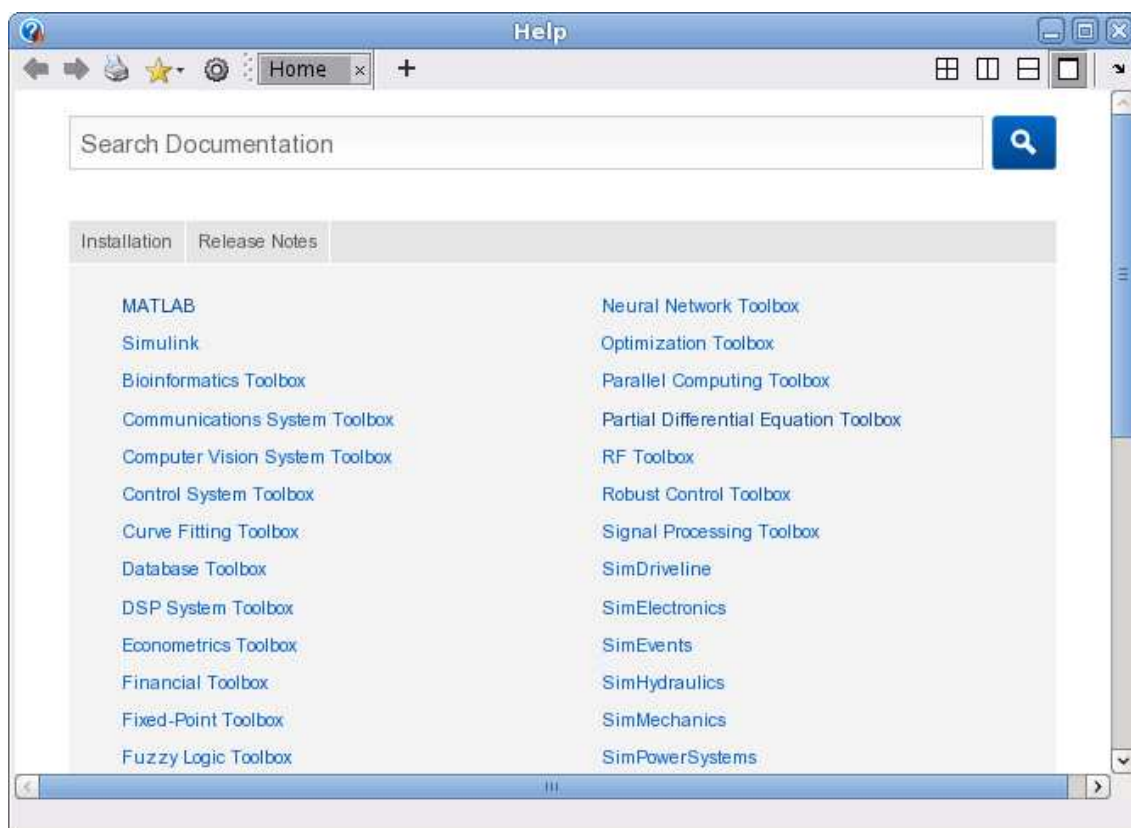 Help
Home
Search Documentation
Installation Release Notes
MATLAB
Simulink
Bioinformatics Toolbox
Communications System Toolbox
Computer Vision System Toolbox
Control System Toolbox
Curve Fitting Toolbox
Database Toolbox
DSP System Toolbox
Econometrics Toolbox
Financial Toolbox
Fixed-Point Toolbox
Fuzzy Logic Toolbox
Neural Network Toolbox
Optimization Toolbox
Parallel Computing Toolbox
Partial Differential Equation Toolbox
RF Toolbox
Robust Control Toolbox
Signal Processing Toolbox
SimDriveline
SimElectronics
SimEvents
SimHydraulics
SimMechanics
SimPowerSystems